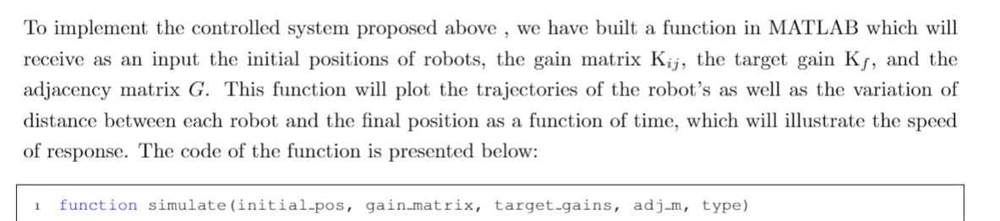 To implement the controlled system proposed above , we have built a function in MATLAB which will
receive as an input the initial positions of robots, the gain matrix K_{ij}, the target gain K_f, and the
adjacency matrix G. This function will plot the trajectories of the robot's as well as the variation of
distance between each robot and the final position as a function of time, which will illustrate the speed
of response. The code of the function is presented below:
1 function simulate(initial_pos, gain_matrix, target_gains, adj_m, type)